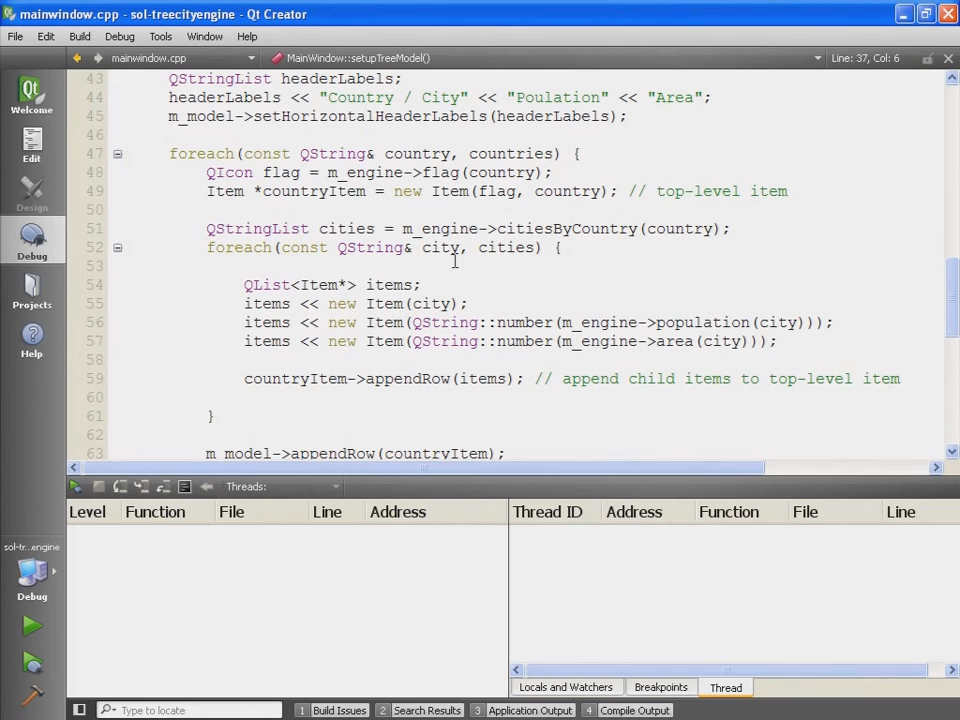 mainwindow.cpp - sol-treecityengine - Qt Creator
File Edit Build Debug Tools Window Help
mainwindow.cpp MainWindow::setupTreeModel() Line: 37, Col: 6
43 QStringList headerLabels;
44 headerLabels << "Country / City" << "Poulation" << "Area";
45 m_model->setHorizontalHeaderLabels(headerLabels);
46
47 foreach(const QString& country, countries) {
48 QIcon flag = m_engine->flag(country);
49 Item *countryItem = new Item(flag, country); // top-level item
50
51 QStringList cities = m_engine->citiesByCountry(country);
52 foreach(const QString& city, cities) {
53
54 QList<Item*> items;
55 items << new Item(city);
56 items << new Item(QString::number(m_engine->population(city)));
57 items << new Item(QString::number(m_engine->area(city)));
58
59 countryItem->appendRow(items); // append child items to top-level item
60
61 }
62
63 m_model->appendRow(countryItem);
Qt
Welcome
Edit
Design
Debug
Projects
Help
sol-tr...engine
Debug
Threads:
Level Function File Line Address
Thread ID Address Function File Line
Locals and Watchers Breakpoints Thread
Type to locate 1 Build Issues 2 Search Results 3 Application Output 4 Compile Output